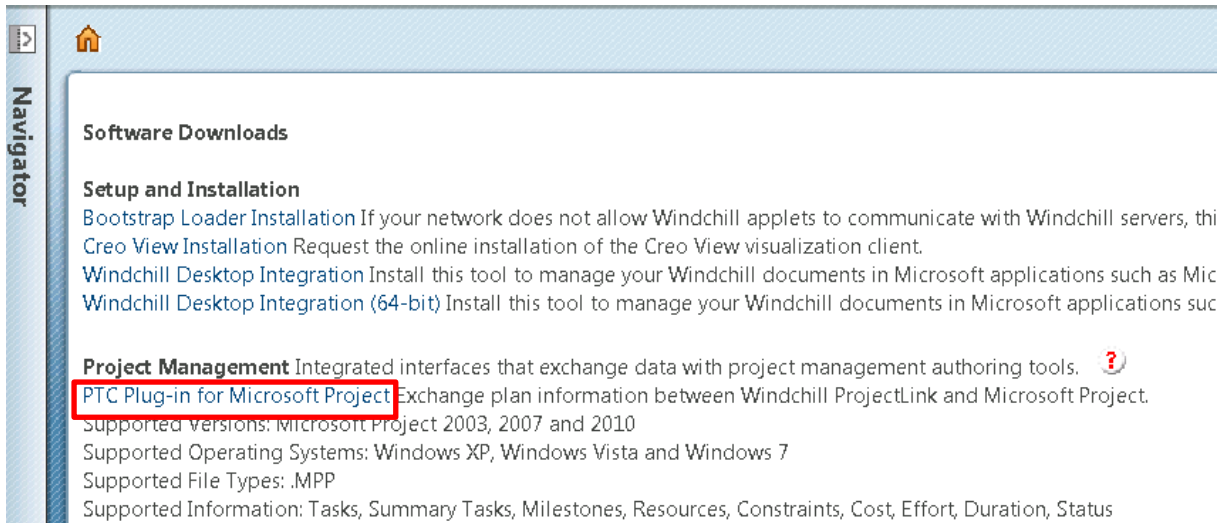 Navigator
Software Downloads
Setup and Installation
Bootstrap Loader Installation If your network does not allow Windchill applets to communicate with Windchill servers, thi
Creo View Installation Request the online installation of the Creo View visualization client.
Windchill Desktop Integration Install this tool to manage your Windchill documents in Microsoft applications such as Mic
Windchill Desktop Integration (64-bit) Install this tool to manage your Windchill documents in Microsoft applications suc
Project Management Integrated interfaces that exchange data with project management authoring tools. ?
PTC Plug-in for Microsoft Project Exchange plan information between Windchill ProjectLink and Microsoft Project.
Supported Versions: Microsoft Project 2003, 2007 and 2010
Supported Operating Systems: Windows XP, Windows Vista and Windows 7
Supported File Types: .MPP
Supported Information: Tasks, Summary Tasks, Milestones, Resources, Constraints, Cost, Effort, Duration, Status